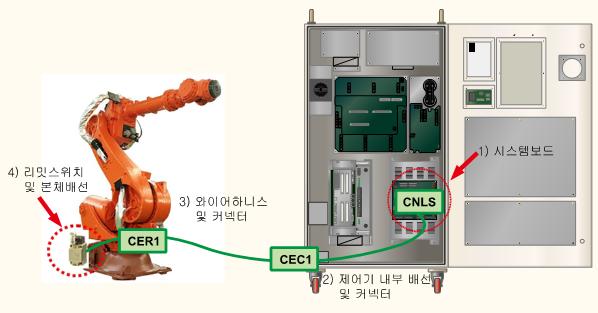 1) 시스템보드
CNLS
4) 리밋스위치
및 본체배선
3) 와이어하니스
및 커넥터
CER1
CEC1
2) 제어기 내부 배선
및 커넥터